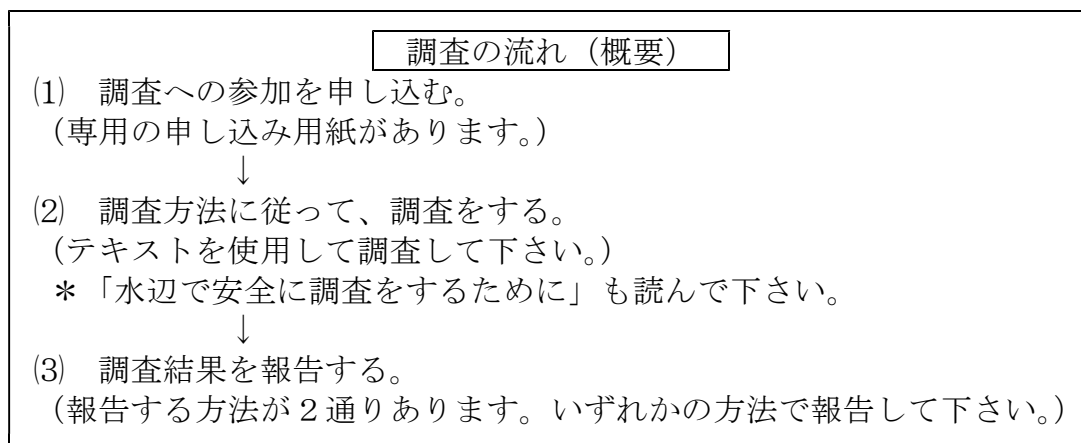 調査の流れ（概要）
⑴　調査への参加を申し込む。
（専用の申し込み用紙があります。）
↓
⑵　調査方法に従って、調査をする。
（テキストを使用して調査して下さい。）
＊「水辺で安全に調査をするために」も読んで下さい。
↓
⑶　調査結果を報告する。
（報告する方法が２通りあります。いずれかの方法で報告して下さい。）